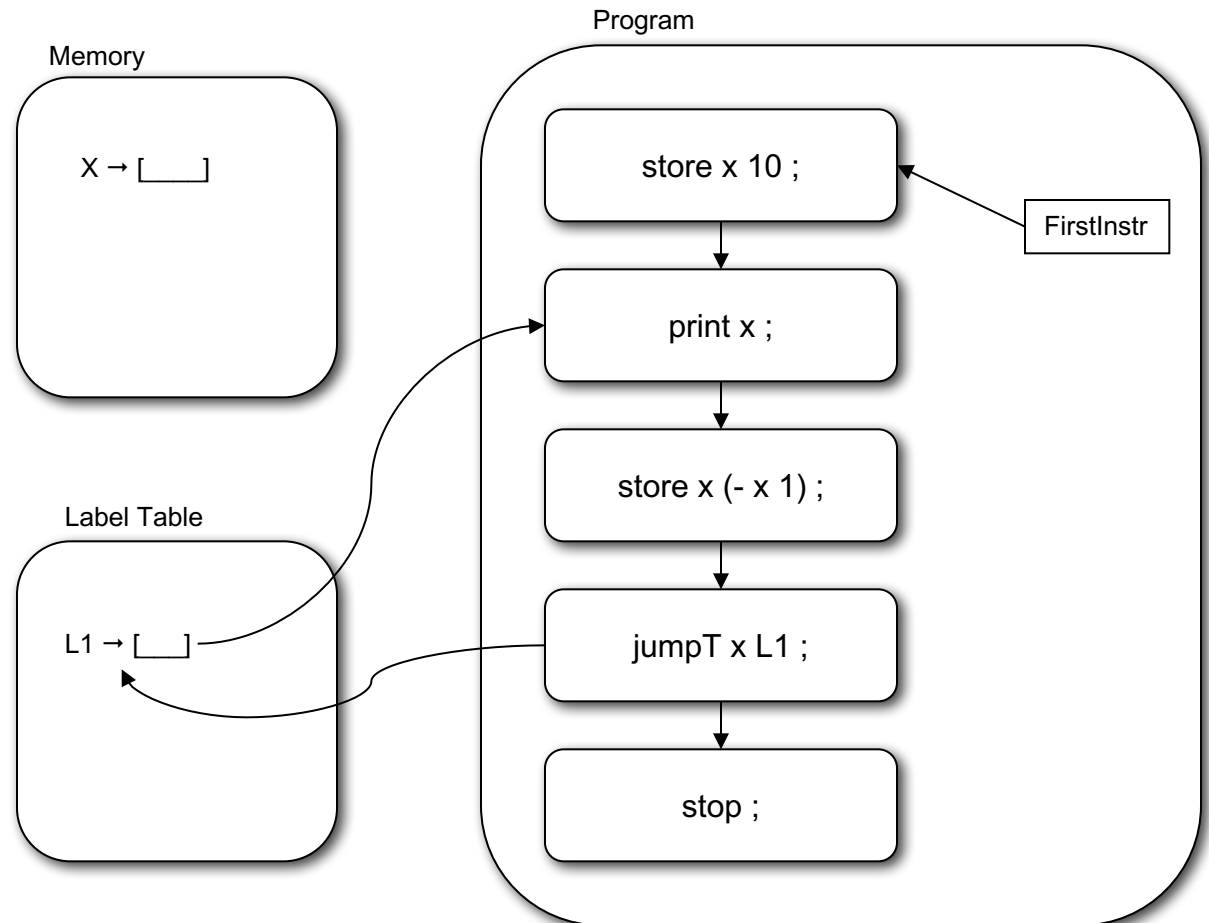 Program
Memory
X → [____]
store x 10 ;
FirstInstr
print x ;
store x (- x 1) ;
Label Table
L1 → [___]
jumpT x L1 ;
stop ;